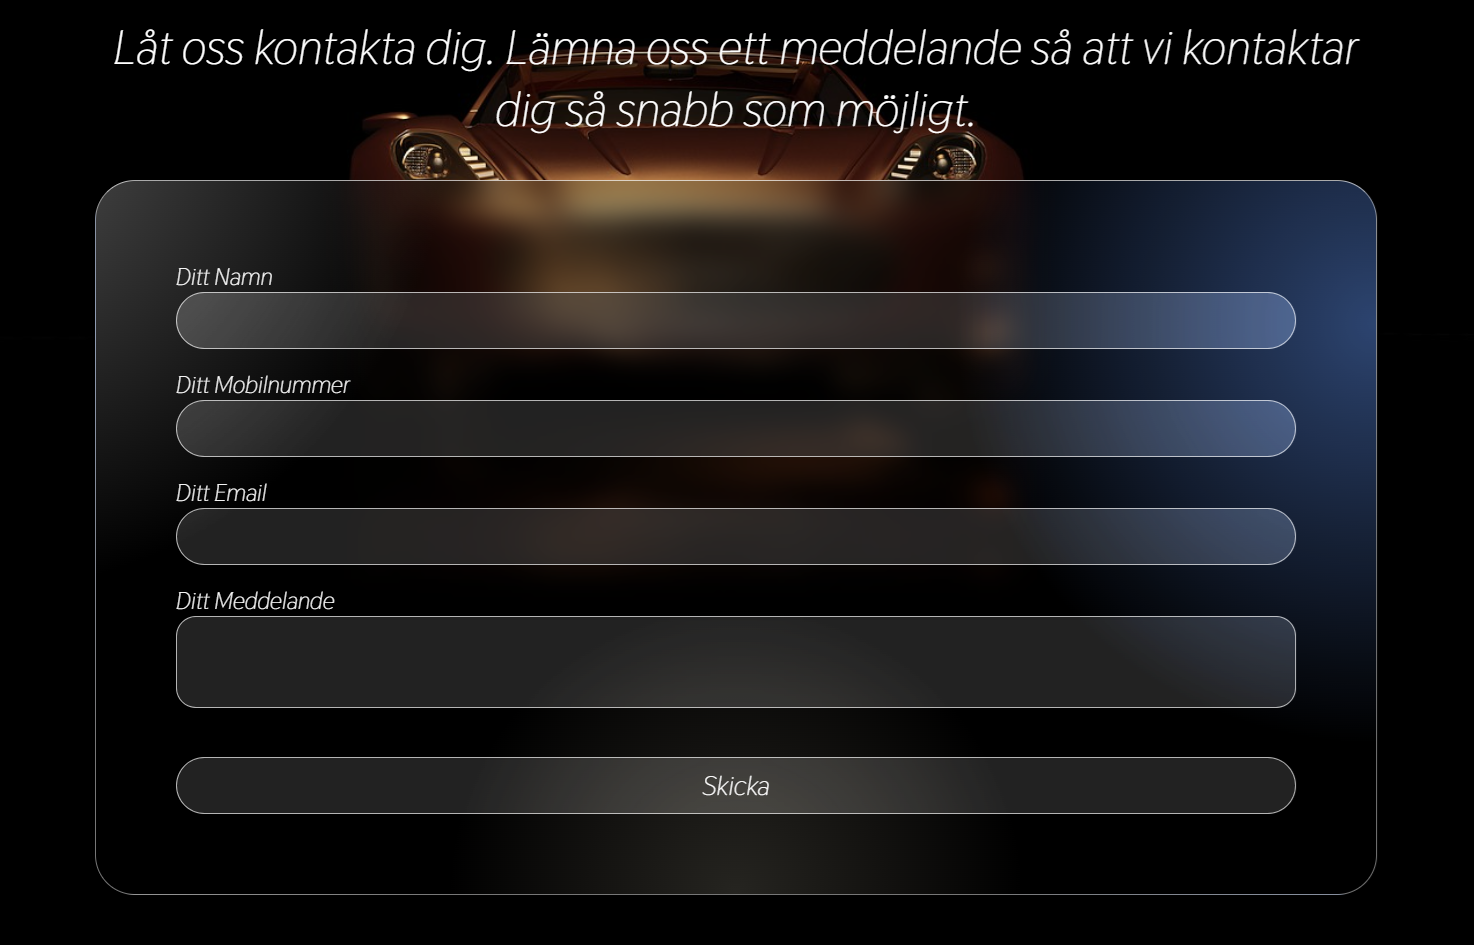 Låt oss kontakta dig. Lämna oss ett meddelande så att vi kontaktar
dig så snabb som möjligt.
Ditt Namn
Ditt Mobilnummer
Ditt Email
Ditt Meddelande
Skicka